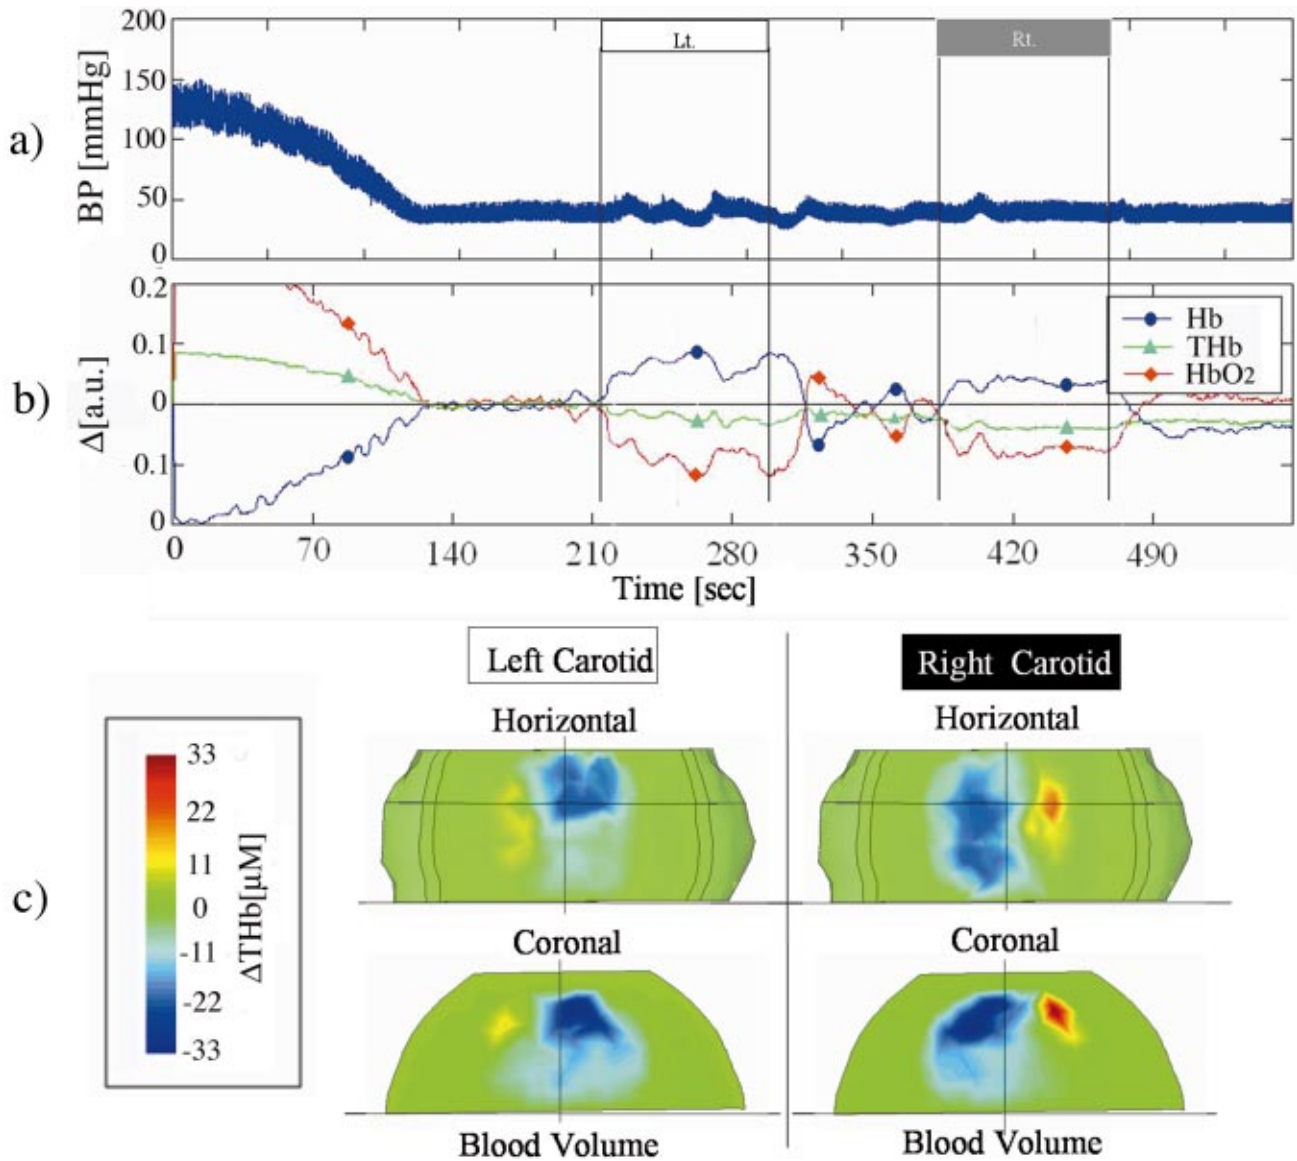 a)
BP [mmHg]
200
150
100
50
0
Lt.
Rt.
b)
Δ[a.u.]
0.2
0.1
0
0.1
0
Hb
THb
HbO2
0 70 140 210 280 350 420 490
Time [sec]
c)
Left Carotid
Right Carotid
Horizontal
Horizontal
33
22
11
0
-11
-22
-33
ΔTHb[µM]
Coronal
Coronal
Blood Volume
Blood Volume